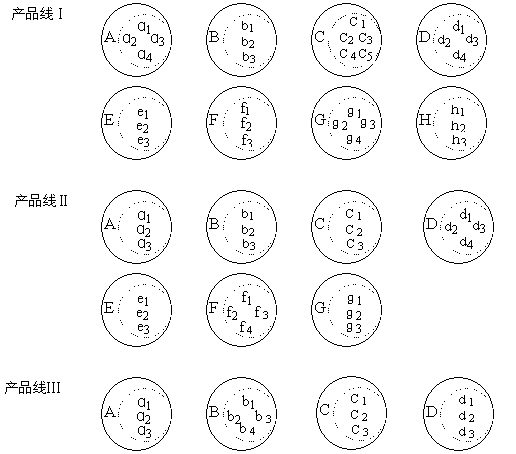 产品线Ⅰ
A a1 a2 a3 a4
B b1 b2 b3
C C1 C2 C3 C4 C5
D d1 d2 d3 d4
E e1 e2 e3
F f1 f2 f3
G g1 g2 g3 g4
H h1 h2 h3
产品线Ⅱ
A a1 a2 a3
B b1 b2 b3
C C1 C2 C3
D d1 d2 d3 d4
E e1 e2 e3
F f1 f2 f3 f4
G g1 g2 g3
产品线III
A a1 a2 a3
B b1 b2 b3 b4
C C1 C2 C3
D d1 d2 d3